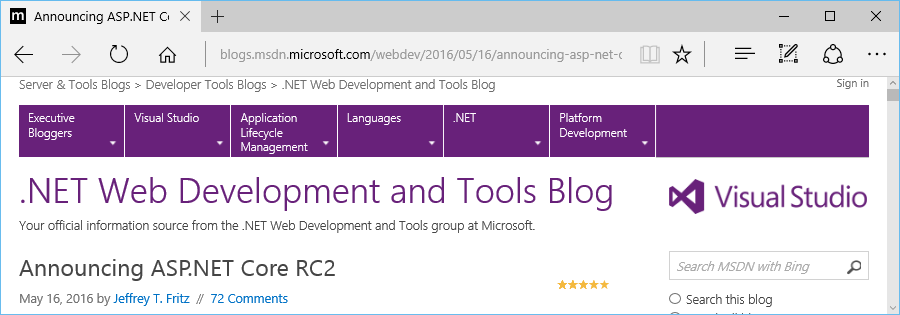 m Announcing ASP.NET Co
blogs.msdn.microsoft.com/webdev/2016/05/16/announcing-asp-net-c
Server & Tools Blogs > Developer Tools Blogs > .NET Web Development and Tools Blog
Sign in
Executive Bloggers
Visual Studio
Application Lifecycle Management
Languages
.NET
Platform Development
.NET Web Development and Tools Blog
Visual Studio
Your official information source from the .NET Web Development and Tools group at Microsoft.
Announcing ASP.NET Core RC2
Search MSDN with Bing
May 16, 2016 by Jeffrey T. Fritz // 72 Comments
Search this blog